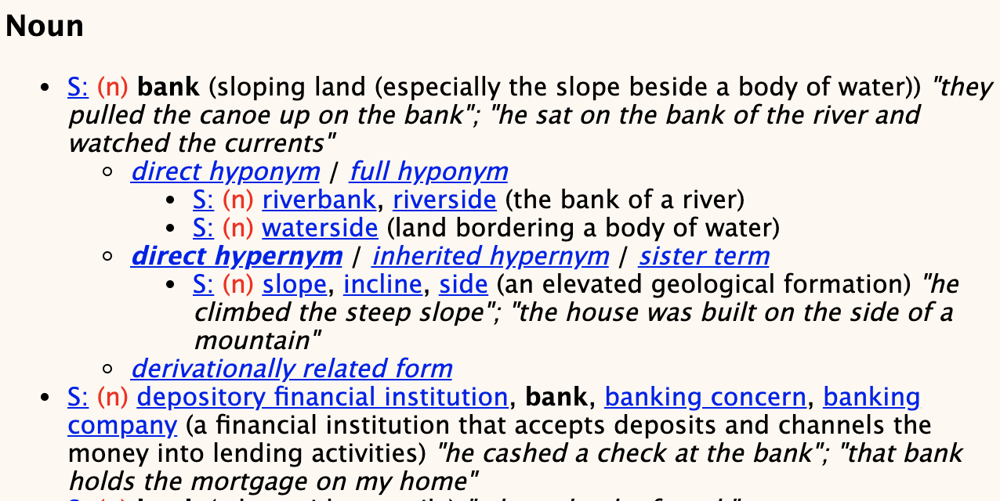 Noun
• S: (n) bank (sloping land (especially the slope beside a body of water)) "they
pulled the canoe up on the bank"; "he sat on the bank of the river and
watched the currents"
◦ direct hyponym / full hyponym
• S: (n) riverbank, riverside (the bank of a river)
• S: (n) waterside (land bordering a body of water)
◦ direct hypernym / inherited hypernym / sister term
• S: (n) slope, incline, side (an elevated geological formation) "he
climbed the steep slope"; "the house was built on the side of a
mountain"
◦ derivationally related form
• S: (n) depository financial institution, bank, banking concern, banking
company (a financial institution that accepts deposits and channels the
money into lending activities) "he cashed a check at the bank"; "that bank
holds the mortgage on my home"